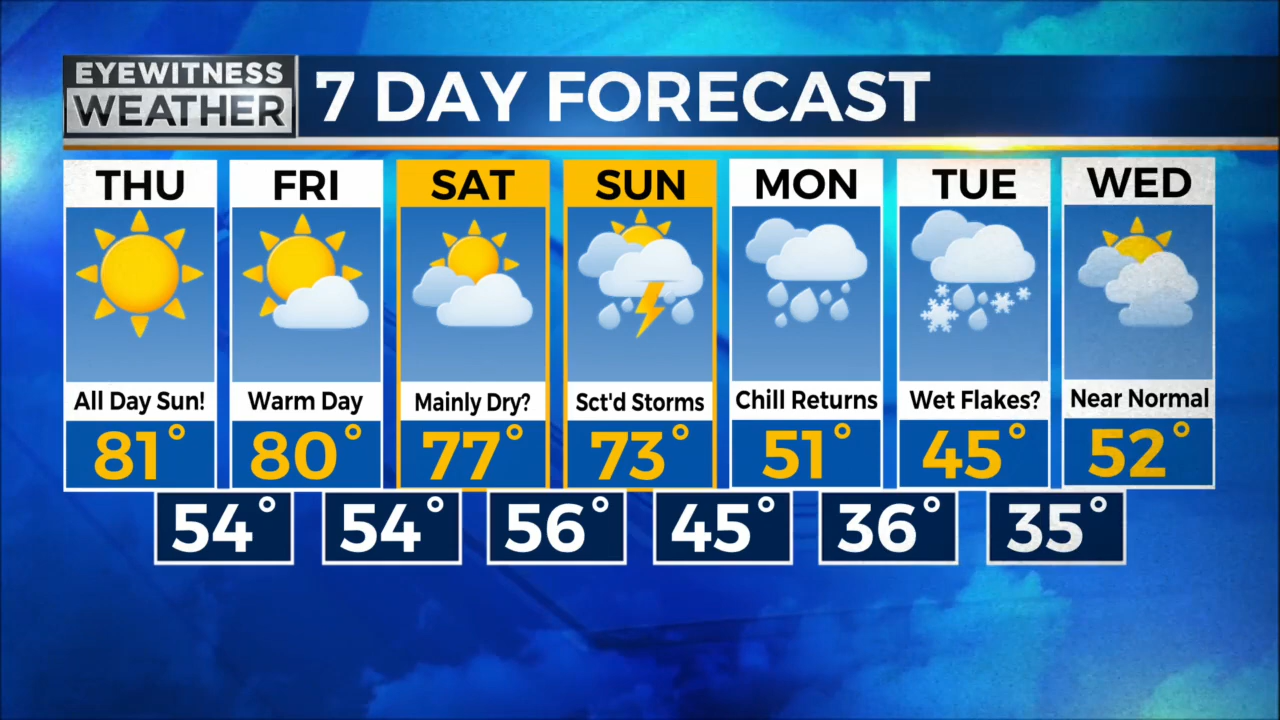 EYEWITNESS
WEATHER
7 DAY FORECAST
THU FRI SAT SUN MON TUE WED
All Day Sun! Warm Day Mainly Dry? Sct'd Storms Chill Returns Wet Flakes? Near Normal
81° 80° 77° 73° 51° 45° 52°
54° 54° 56° 45° 36° 35°